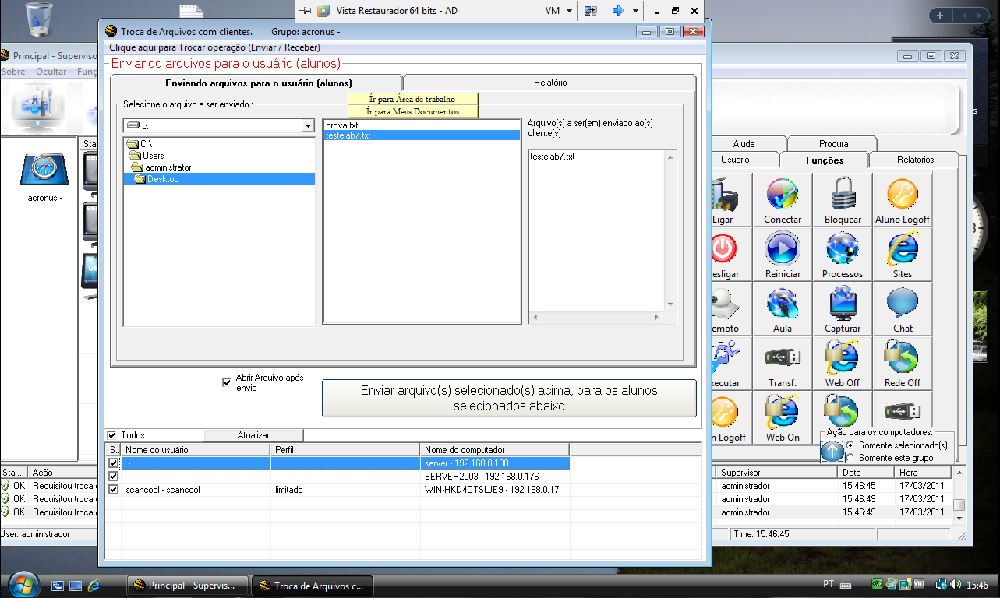 Vista Restaurador 64 bits - AD
VM
Troca de Arquivos com clientes. Grupo: acronus -
Clique aqui para Trocar operação (Enviar / Receber)
Enviando arquivos para o usuário (alunos)
Enviando arquivos para o usuário (alunos)
Relatório
Selecione o arquivo a ser enviado :
Ír para Área de trabalho
Ír para Meus Documentos
c:
C:\
Users
administrator
Desktop
prova.txt
testelab7.txt
Arquivo(s) a ser(em) enviado ao(s)
cliente(s) :
testelab7.txt
Abrir Arquivo após
envio
Enviar arquivo(s) selecionado(s) acima, para os alunos
selecionados abaixo
Todos
Atualizar
S.. Nome do usuário Perfil Nome do computador
- server - 192.168.0.100
- SERVER2003 - 192.168.0.176
scancool - scancool limitado WIN-HKD4OTSLJE9 - 192.168.0.17
Principal - Superviso
Sobre Ocultar Funç
Stat
acronus -
Sta... Ação
OK Requisitou troca d
OK Requisitou troca d
OK Requisitou troca d
User: administrador
Ajuda
Procura
Usuario
Funções
Relatórios
Ligar
Conectar
Bloquear
Aluno Logoff
esligar
Reiniciar
Processos
Sites
emoto
Aula
Capturar
Chat
xecutar
Transf.
Web Off
Rede Off
n Logoff
Web On
Ação para os computadores:
Somente selecionado(s)
Somente este grupo
Supervisor Data Hora
administrador 15:46:45 17/03/2011
administrador 15:46:49 17/03/2011
administrador 15:46:49 17/03/2011
Time: 15:46:45
Principal - Supervis...
Troca de Arquivos c...
PT
15:46